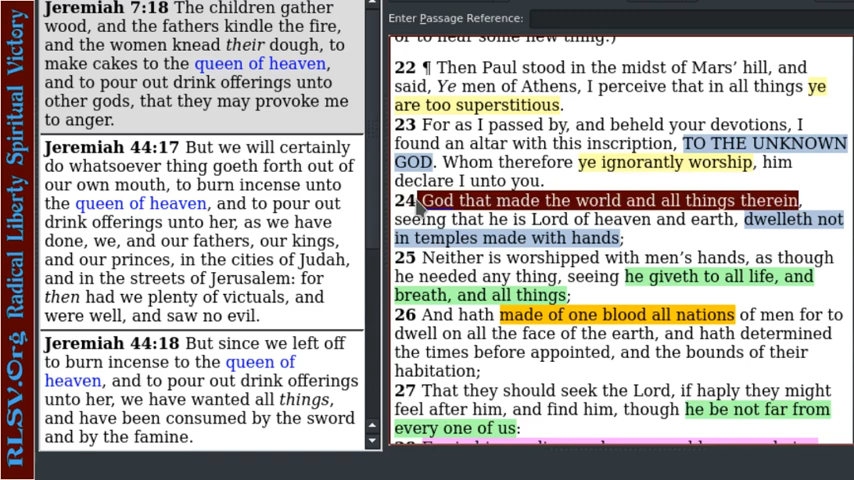 RLSV.Org Radical Liberty Spiritual Victory
Jeremiah 7:18 The children gather
wood, and the fathers kindle the fire,
and the women knead their dough, to
make cakes to the queen of heaven,
and to pour out drink offerings unto
other gods, that they may provoke me
to anger.
Jeremiah 44:17 But we will certainly
do whatsoever thing goeth forth out of
our own mouth, to burn incense unto
the queen of heaven, and to pour out
drink offerings unto her, as we have
done, we, and our fathers, our kings,
and our princes, in the cities of Judah,
and in the streets of Jerusalem: for
then had we plenty of victuals, and
were well, and saw no evil.
Jeremiah 44:18 But since we left off
to burn incense to the queen of
heaven, and to pour out drink offerings
unto her, we have wanted all things,
and have been consumed by the sword
and by the famine.
Enter Passage Reference:
or to hear some new thing.)
22 ¶ Then Paul stood in the midst of Mars’ hill, and
said, Ye men of Athens, I perceive that in all things ye
are too superstitious.
23 For as I passed by, and beheld your devotions, I
found an altar with this inscription, TO THE UNKNOWN
GOD. Whom therefore ye ignorantly worship, him
declare I unto you.
24 God that made the world and all things therein,
seeing that he is Lord of heaven and earth, dwelleth not
in temples made with hands;
25 Neither is worshipped with men’s hands, as though
he needed any thing, seeing he giveth to all life, and
breath, and all things;
26 And hath made of one blood all nations of men for to
dwell on all the face of the earth, and hath determined
the times before appointed, and the bounds of their
habitation;
27 That they should seek the Lord, if haply they might
feel after him, and find him, though he be not far from
every one of us: